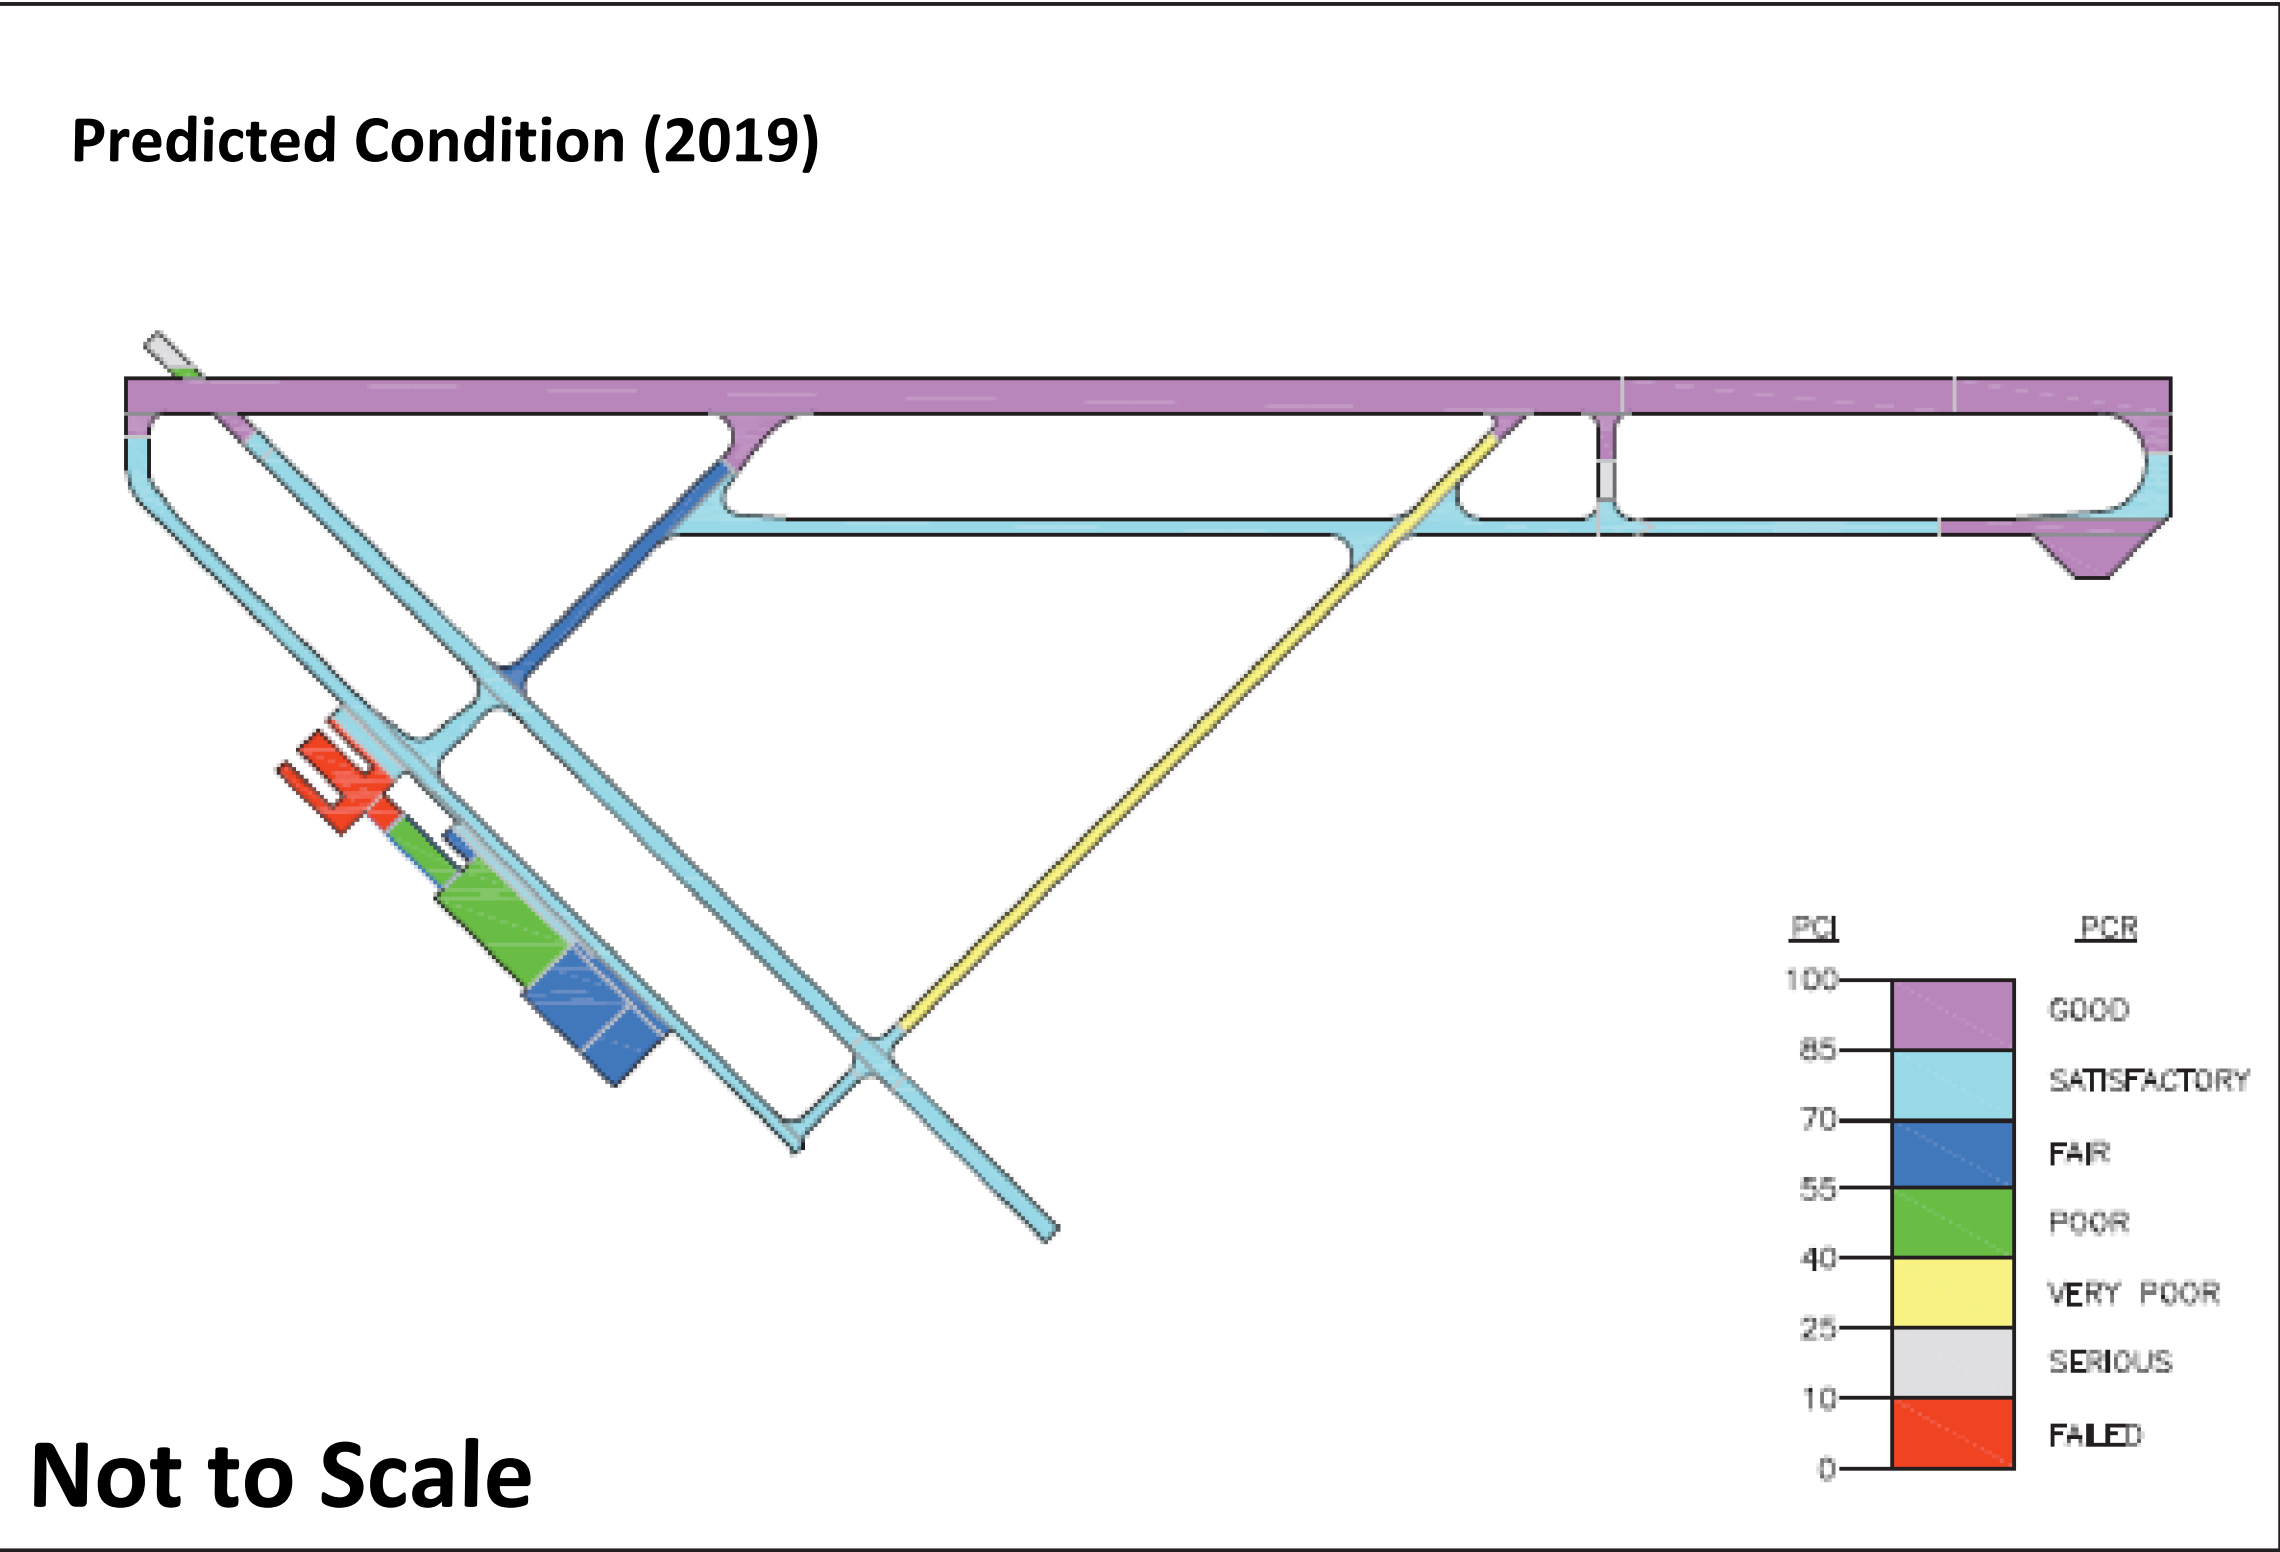 Predicted Condition (2019)
PCI PCR
100
GOOD
85
SATISFACTORY
70
FAIR
55
POOR
40
VERY POOR
25
SERIOUS
10
FAILED
0
Not to Scale